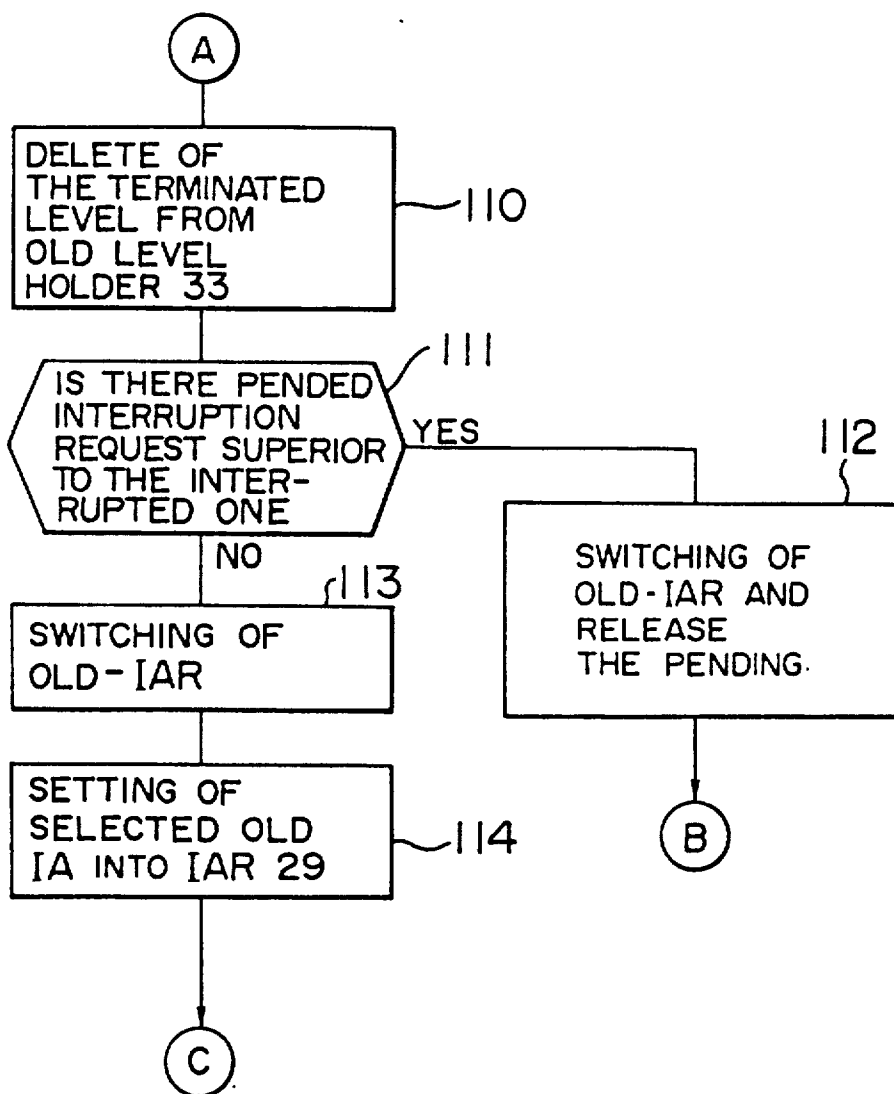 A
DELETE OF
THE TERMINATED
LEVEL FROM
OLD LEVEL
HOLDER 33
110
IS THERE PENDED
INTERRUPTION
REQUEST SUPERIOR
TO THE INTER-
RUPTED ONE
111
YES
NO
112
SWITCHING OF
OLD-IAR AND
RELEASE
THE PENDING.
113
SWITCHING OF
OLD-IAR
SETTING OF
SELECTED OLD
IA INTO IAR 29
114
B
C